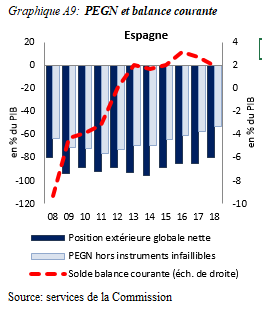 Graphique A9: PEGN et balance courante
Espagne
en % du PIB
20
0
-20
-40
-60
-80
-100
-120
4
2
0
-2
-4
-6
-8
-10
en % du PIB
08 09 10 11 12 13 14 15 16 17 18
Position extérieure globale nette
PEGN hors instruments infaillibles
Solde balance courante (éch. de droite)
Source: services de la Commission